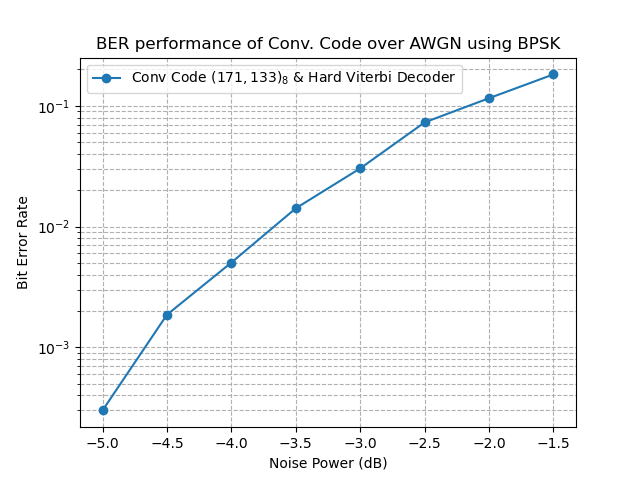 BER performance of Conv. Code over AWGN using BPSK
Conv Code (171, 133)₈ & Hard Viterbi Decoder
10⁻¹
10⁻²
10⁻³
Bit Error Rate
−5.0 −4.5 −4.0 −3.5 −3.0 −2.5 −2.0 −1.5
Noise Power (dB)